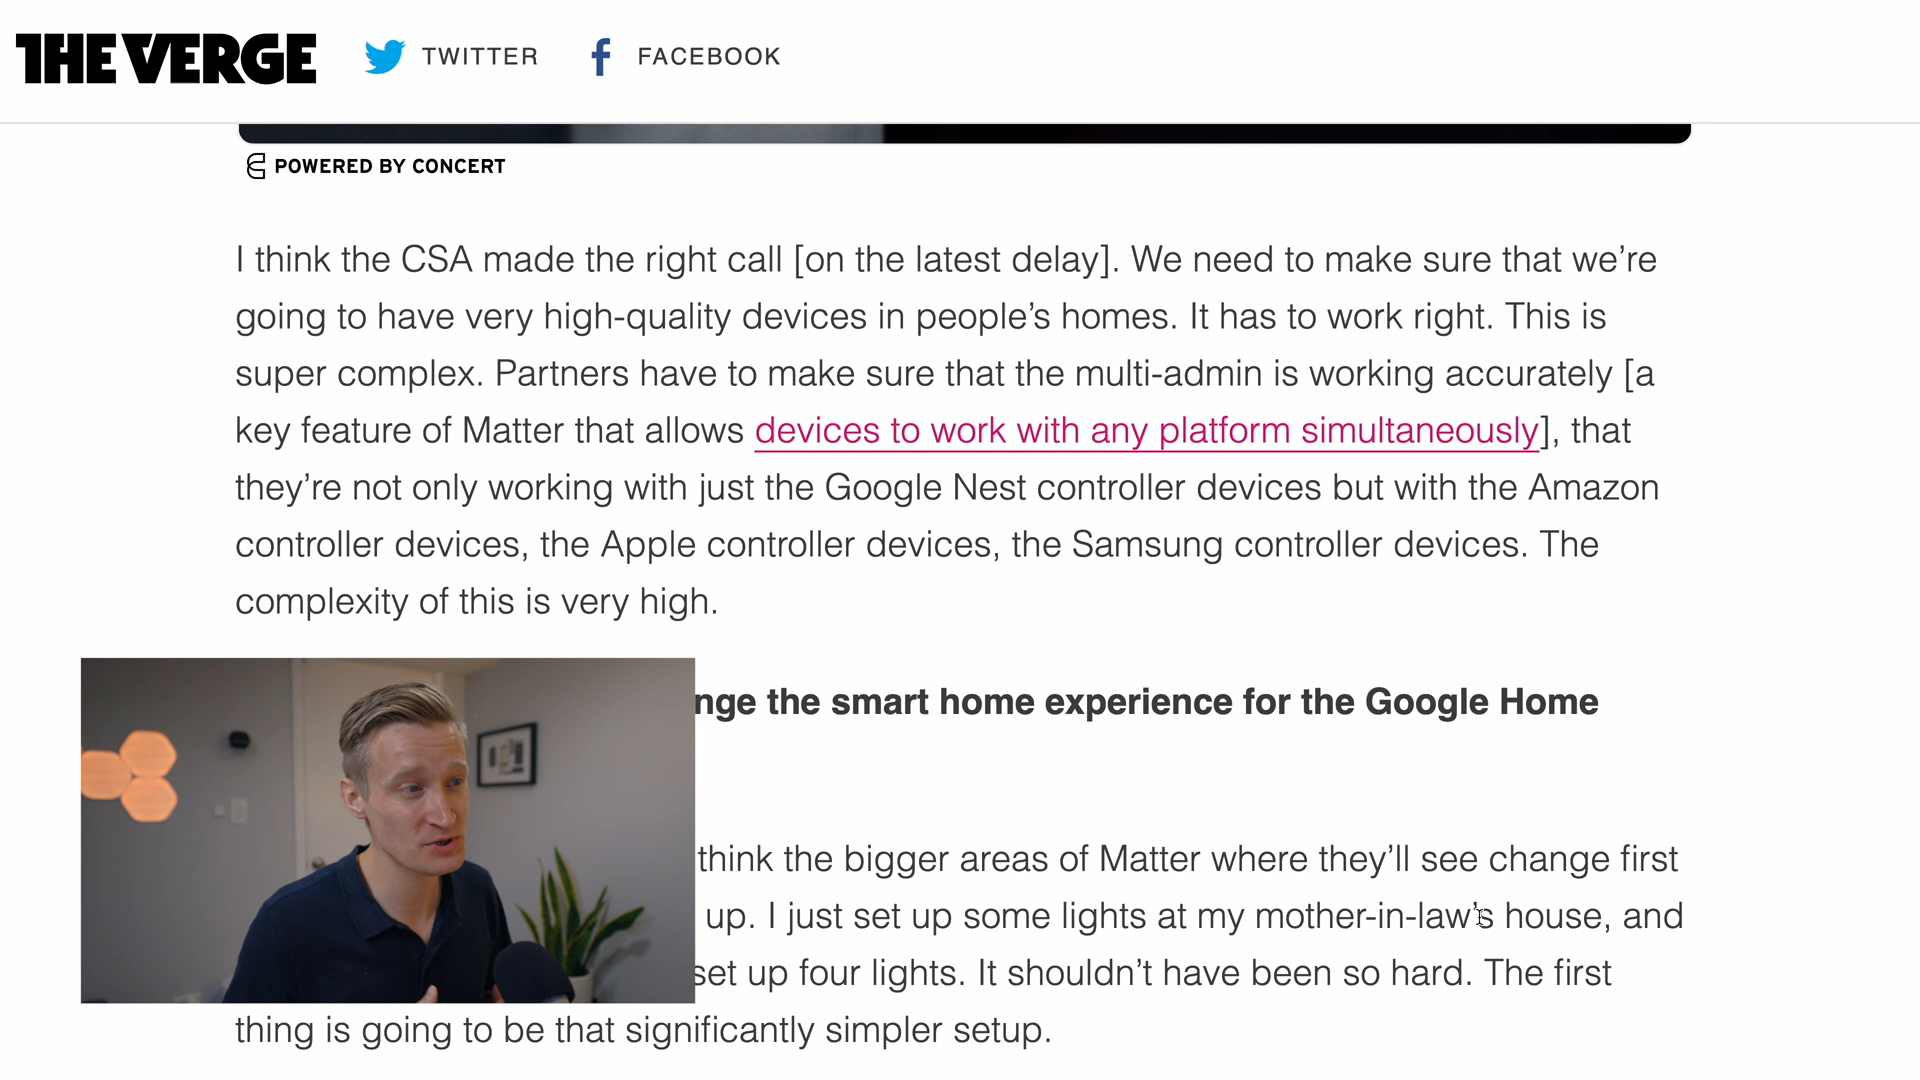 THE VERGE TWITTER FACEBOOK
POWERED BY CONCERT
I think the CSA made the right call [on the latest delay]. We need to make sure that we’re
going to have very high-quality devices in people’s homes. It has to work right. This is
super complex. Partners have to make sure that the multi-admin is working accurately [a
key feature of Matter that allows devices to work with any platform simultaneously], that
they’re not only working with just the Google Nest controller devices but with the Amazon
controller devices, the Apple controller devices, the Samsung controller devices. The
complexity of this is very high.
nge the smart home experience for the Google Home
think the bigger areas of Matter where they’ll see change first
up. I just set up some lights at my mother-in-law’s house, and
set up four lights. It shouldn’t have been so hard. The first
thing is going to be that significantly simpler setup.